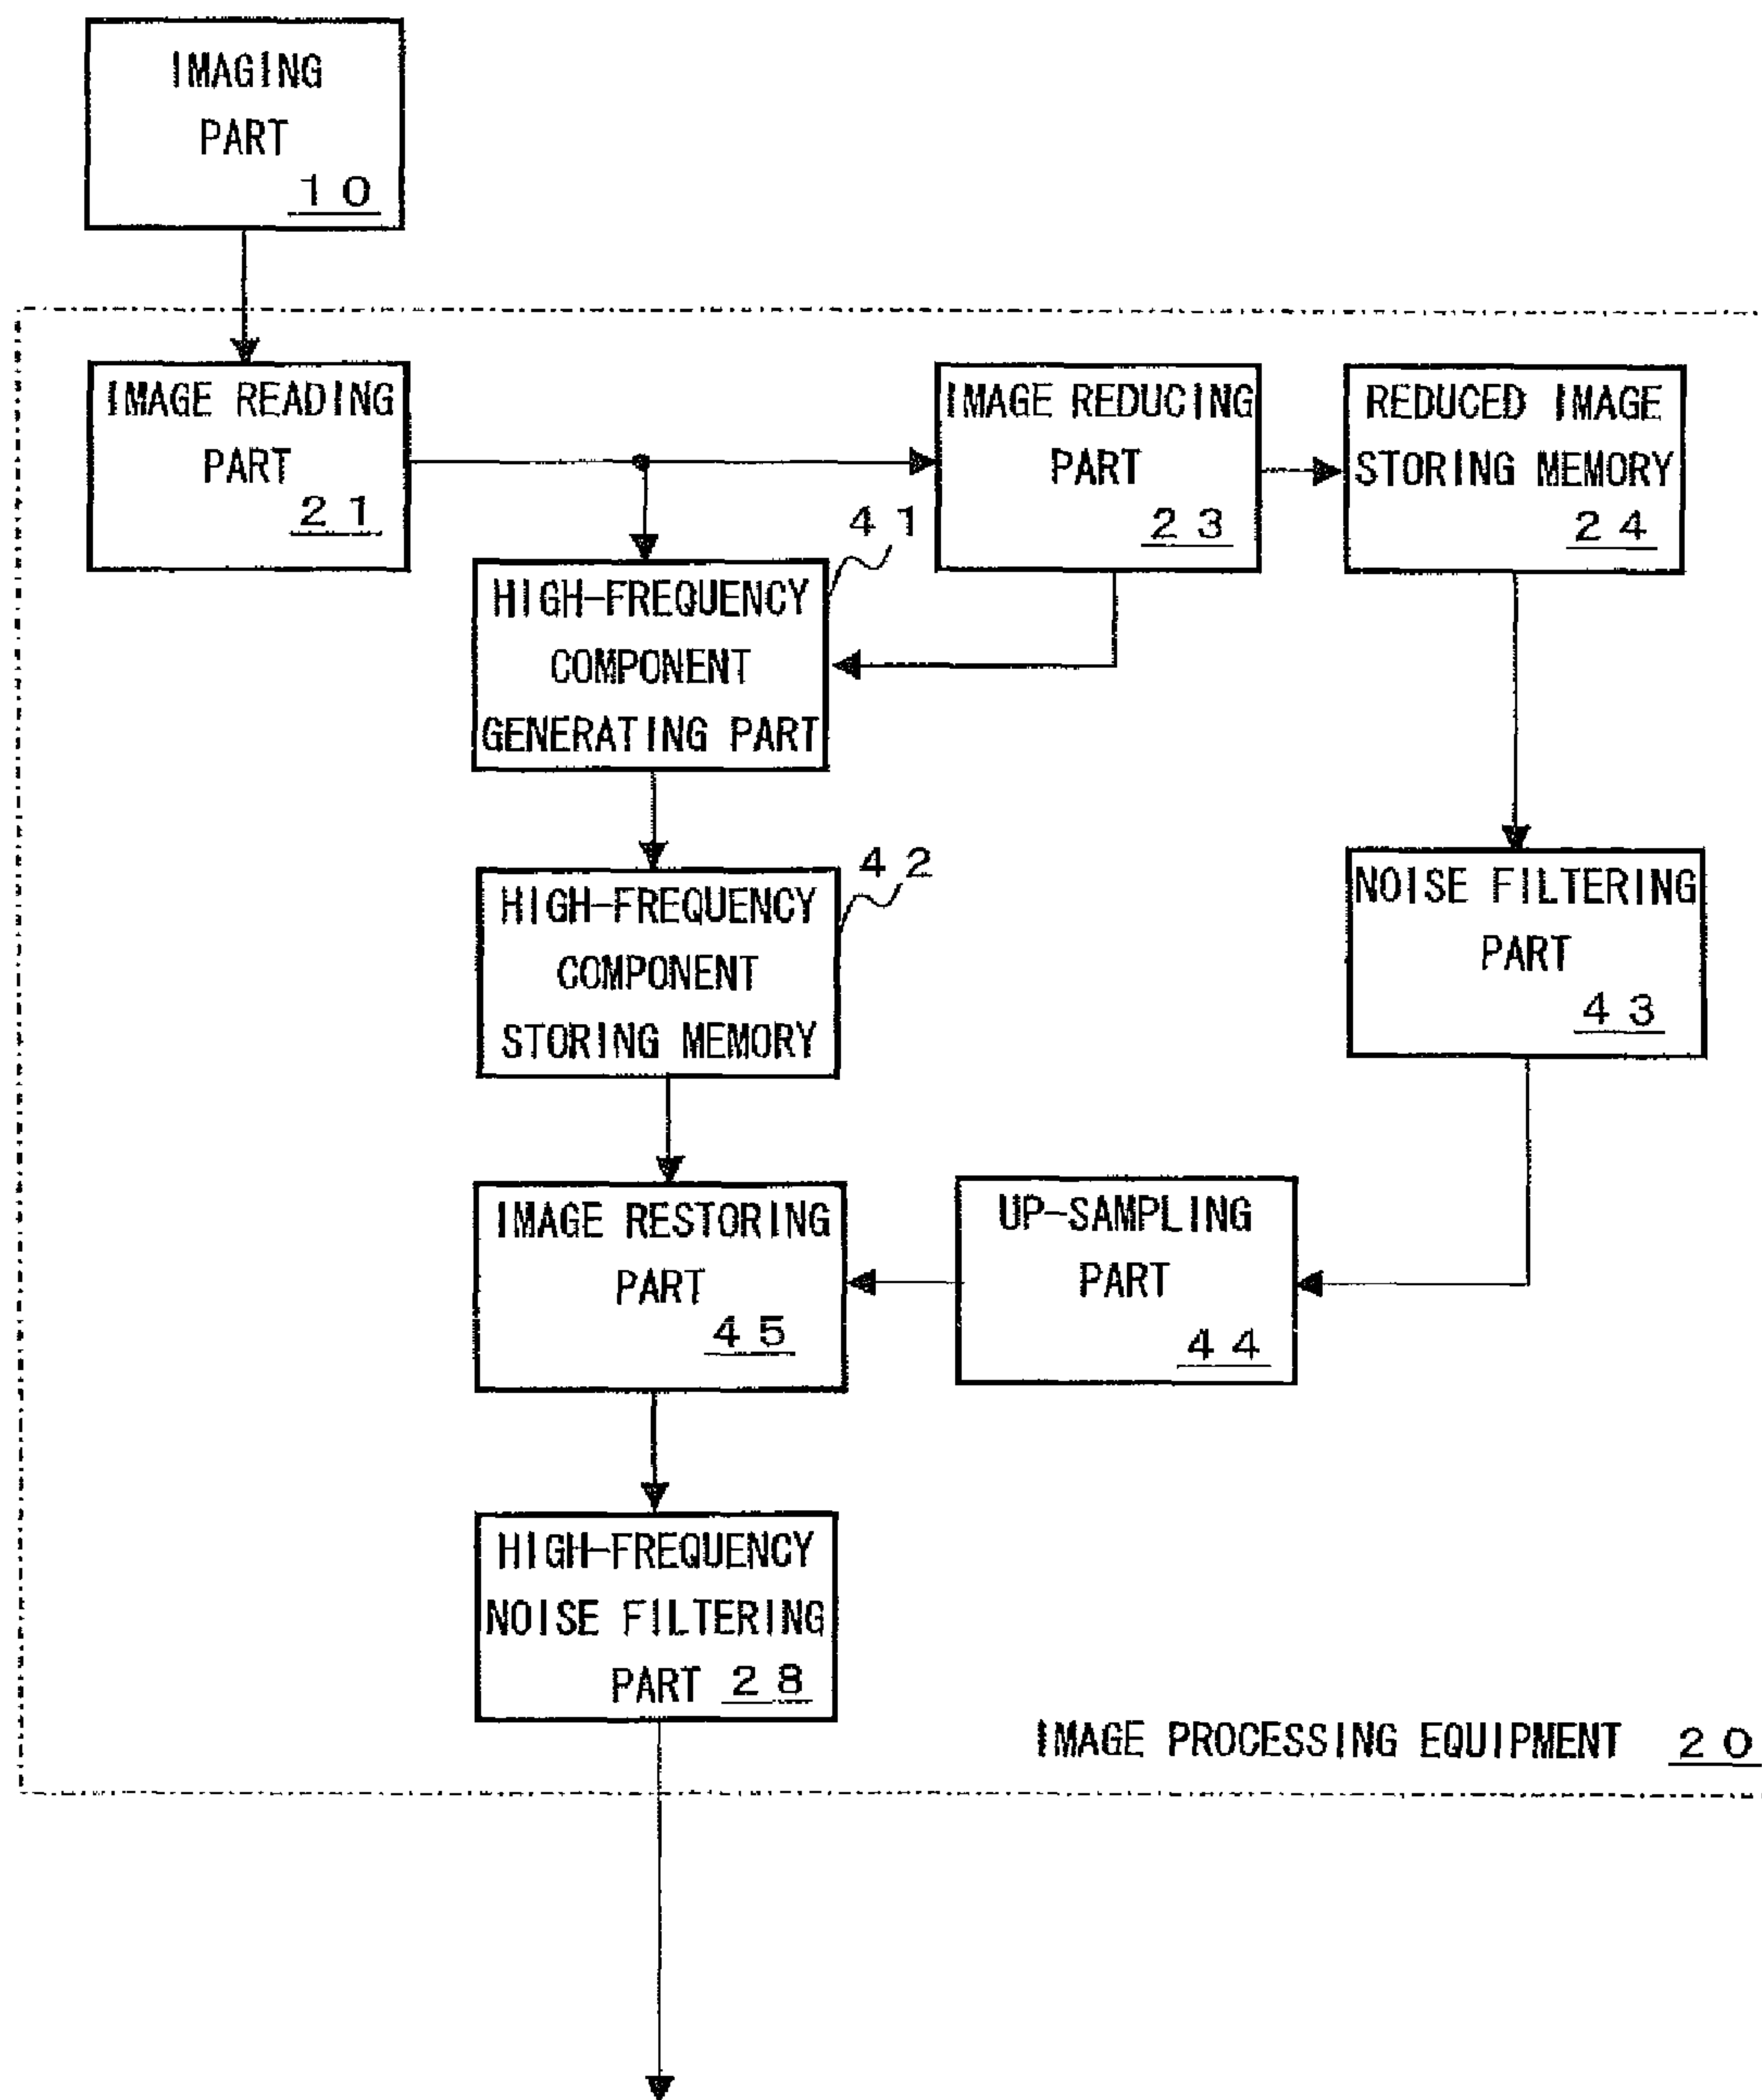 IMAGING
PART
10
IMAGE READING
PART
21
IMAGE REDUCING
PART
23
REDUCED IMAGE
STORING MEMORY
24
41
HIGH-FREQUENCY
COMPONENT
GENERATING PART
42
HIGH-FREQUENCY
COMPONENT
STORING MEMORY
NOISE FILTERING
PART
43
IMAGE RESTORING
PART
45
UP-SAMPLING
PART
44
HIGH-FREQUENCY
NOISE FILTERING
PART 28
IMAGE PROCESSING EQUIPMENT 20